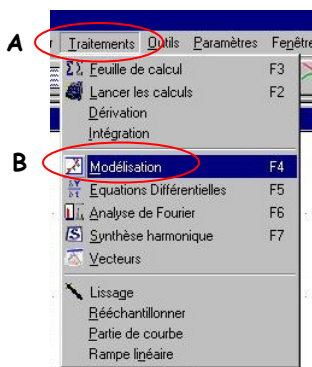 A
Traitements Outils Paramètres Fenêtre
Feuille de calcul F3
Lancer les calculs F2
Dérivation
Intégration
B
Modélisation F4
Equations Différentielles F5
Analyse de Fourier F6
Synthèse harmonique F7
Vecteurs
Lissage
Rééchantillonner
Partie de courbe
Rampe linéaire